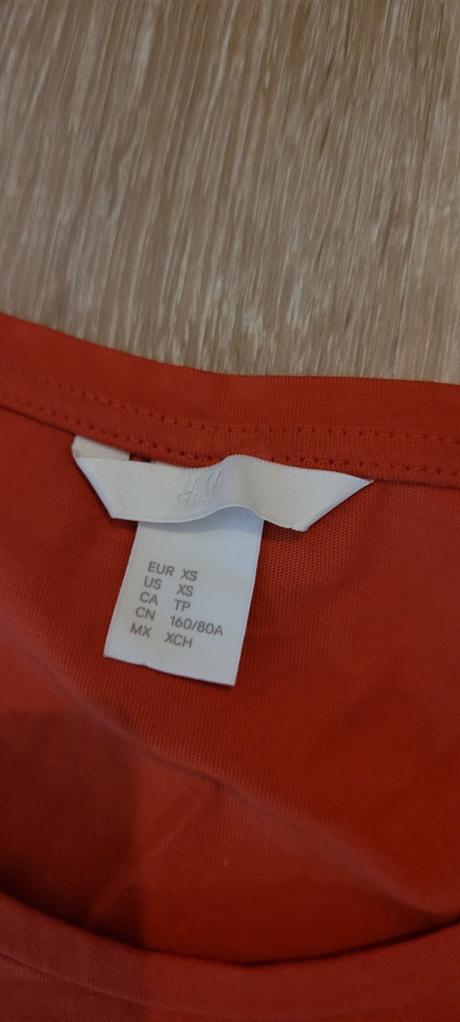 H&M
EUR XS
US XS
CA TP
CN 160/80A
MX XCH